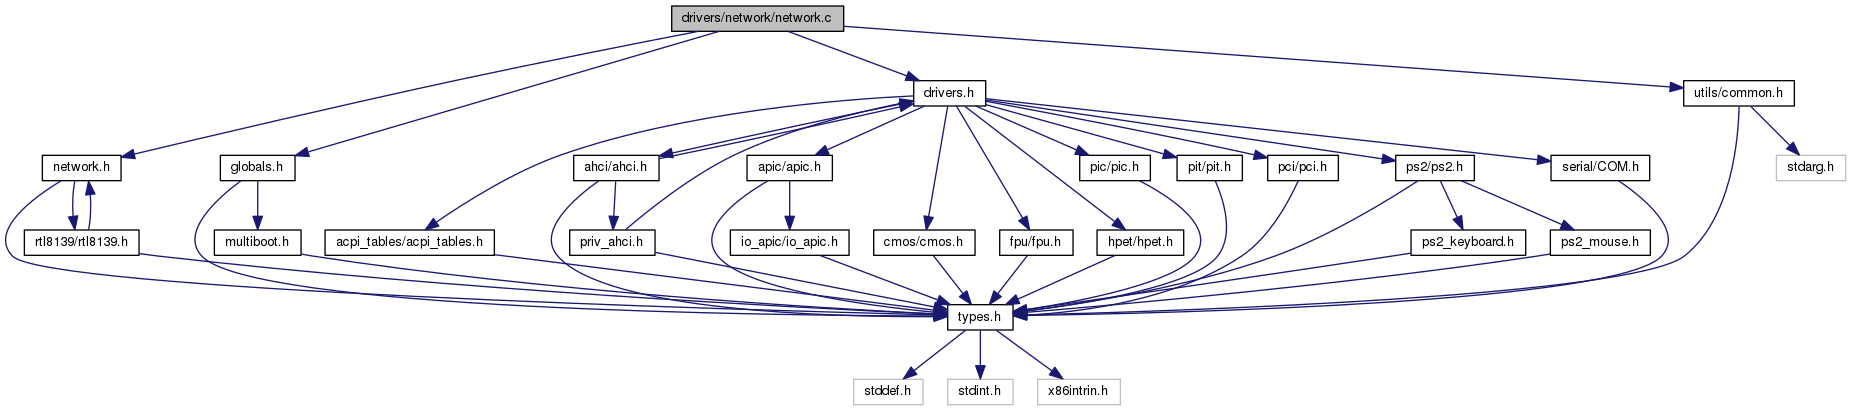 drivers/network/network.c
drivers.h
utils/common.h
network.h
globals.h
ahci/ahci.h
apic/apic.h
pic/pic.h
pit/pit.h
pci/pci.h
ps2/ps2.h
serial/COM.h
stdarg.h
rtl8139/rtl8139.h
multiboot.h
acpi_tables/acpi_tables.h
priv_ahci.h
io_apic/io_apic.h
cmos/cmos.h
fpu/fpu.h
hpet/hpet.h
ps2_keyboard.h
ps2_mouse.h
types.h
stddef.h
stdint.h
x86intrin.h